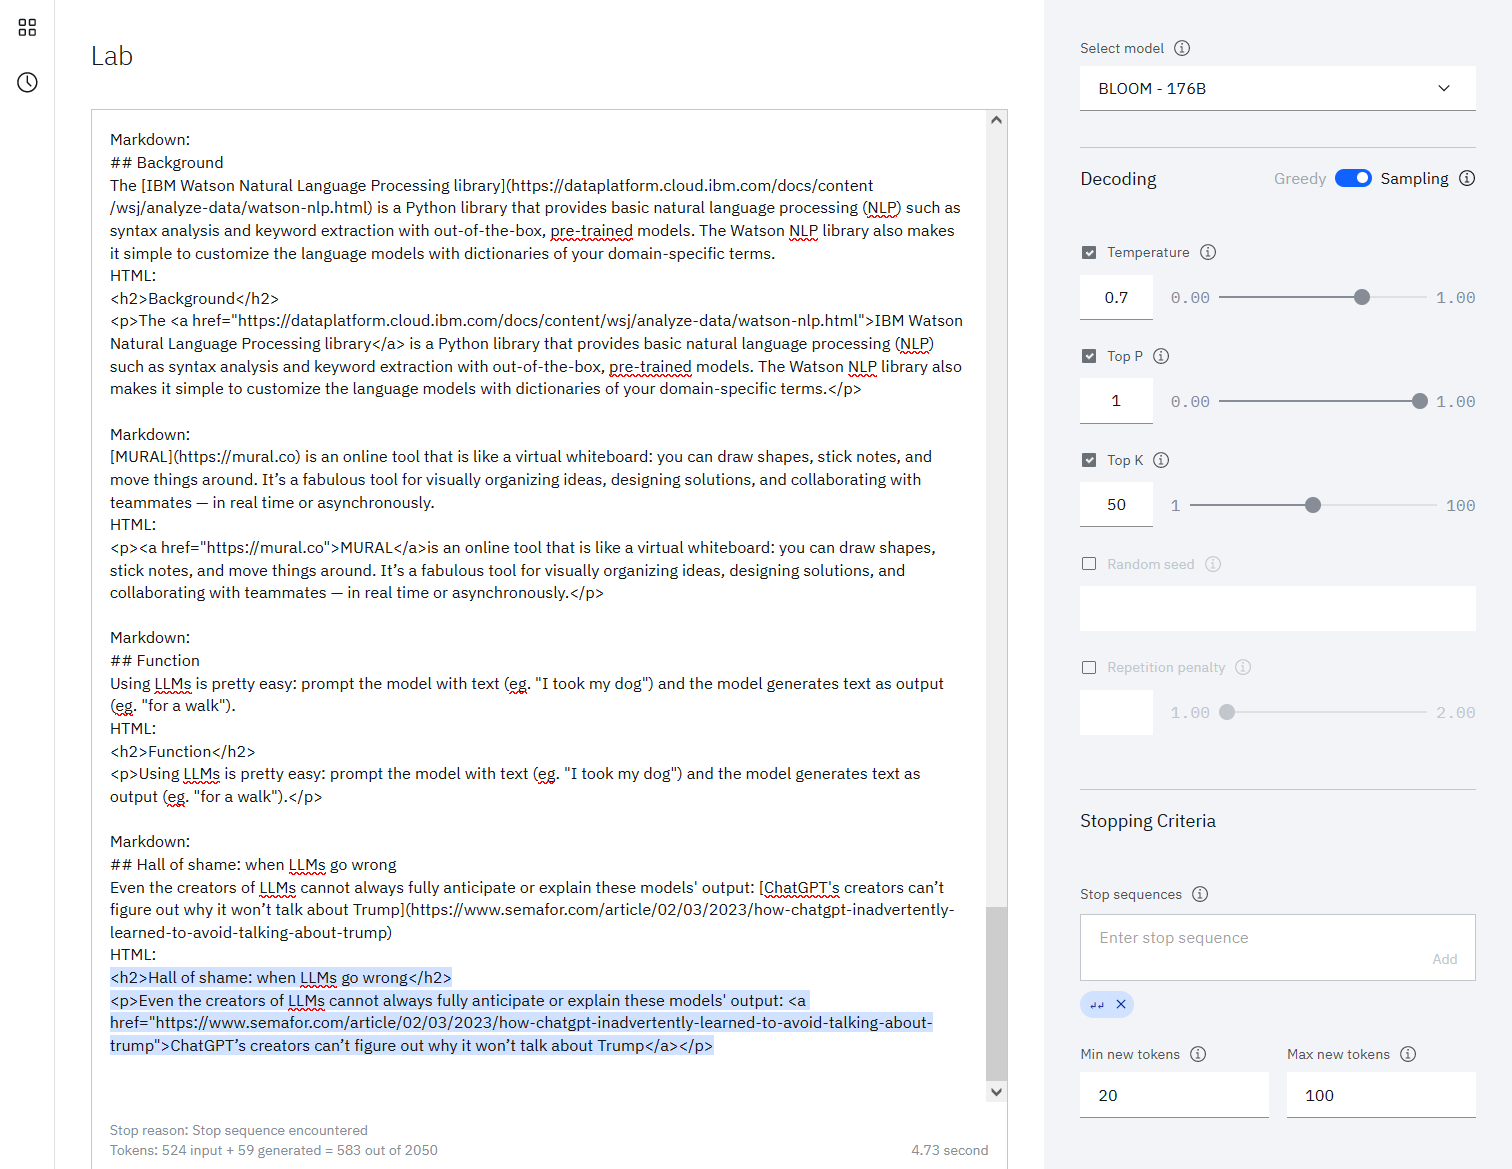 Lab
Markdown:
## Background
The [IBM Watson Natural Language Processing library](https://dataplatform.cloud.ibm.com/docs/content
/wsj/analyze-data/watson-nlp.html) is a Python library that provides basic natural language processing (NLP) such as
syntax analysis and keyword extraction with out-of-the-box, pre-trained models. The Watson NLP library also makes
it simple to customize the language models with dictionaries of your domain-specific terms.
HTML:
<h2>Background</h2>
<p>The <a href="https://dataplatform.cloud.ibm.com/docs/content/wsj/analyze-data/watson-nlp.html">IBM Watson
Natural Language Processing library</a> is a Python library that provides basic natural language processing (NLP)
such as syntax analysis and keyword extraction with out-of-the-box, pre-trained models. The Watson NLP library also
makes it simple to customize the language models with dictionaries of your domain-specific terms.</p>
Markdown:
[MURAL](https://mural.co) is an online tool that is like a virtual whiteboard: you can draw shapes, stick notes, and
move things around. It’s a fabulous tool for visually organizing ideas, designing solutions, and collaborating with
teammates — in real time or asynchronously.
HTML:
<p><a href="https://mural.co">MURAL</a>is an online tool that is like a virtual whiteboard: you can draw shapes,
stick notes, and move things around. It’s a fabulous tool for visually organizing ideas, designing solutions, and
collaborating with teammates — in real time or asynchronously.</p>
Markdown:
## Function
Using LLMs is pretty easy: prompt the model with text (eg. "I took my dog") and the model generates text as output
(eg. "for a walk").
HTML:
<h2>Function</h2>
<p>Using LLMs is pretty easy: prompt the model with text (eg. "I took my dog") and the model generates text as
output (eg. "for a walk").</p>
Markdown:
## Hall of shame: when LLMs go wrong
Even the creators of LLMs cannot always fully anticipate or explain these models' output: [ChatGPT's creators can’t
figure out why it won’t talk about Trump](https://www.semafor.com/article/02/03/2023/how-chatgpt-inadvertently-
learned-to-avoid-talking-about-trump)
HTML:
<h2>Hall of shame: when LLMs go wrong</h2>
<p>Even the creators of LLMs cannot always fully anticipate or explain these models' output: <a
href="https://www.semafor.com/article/02/03/2023/how-chatgpt-inadvertently-learned-to-avoid-talking-about-
trump">ChatGPT’s creators can’t figure out why it won’t talk about Trump</a></p>
Stop reason: Stop sequence encountered
Tokens: 524 input + 59 generated = 583 out of 2050
4.73 second
Select model
BLOOM - 176B
Decoding Greedy Sampling
Temperature
0.7 0.00 1.00
Top P
1 0.00 1.00
Top K
50 1 100
Random seed
Repetition penalty
1.00 2.00
Stopping Criteria
Stop sequences
Enter stop sequence
Add
↵↵ ×
Min new tokens Max new tokens
20 100